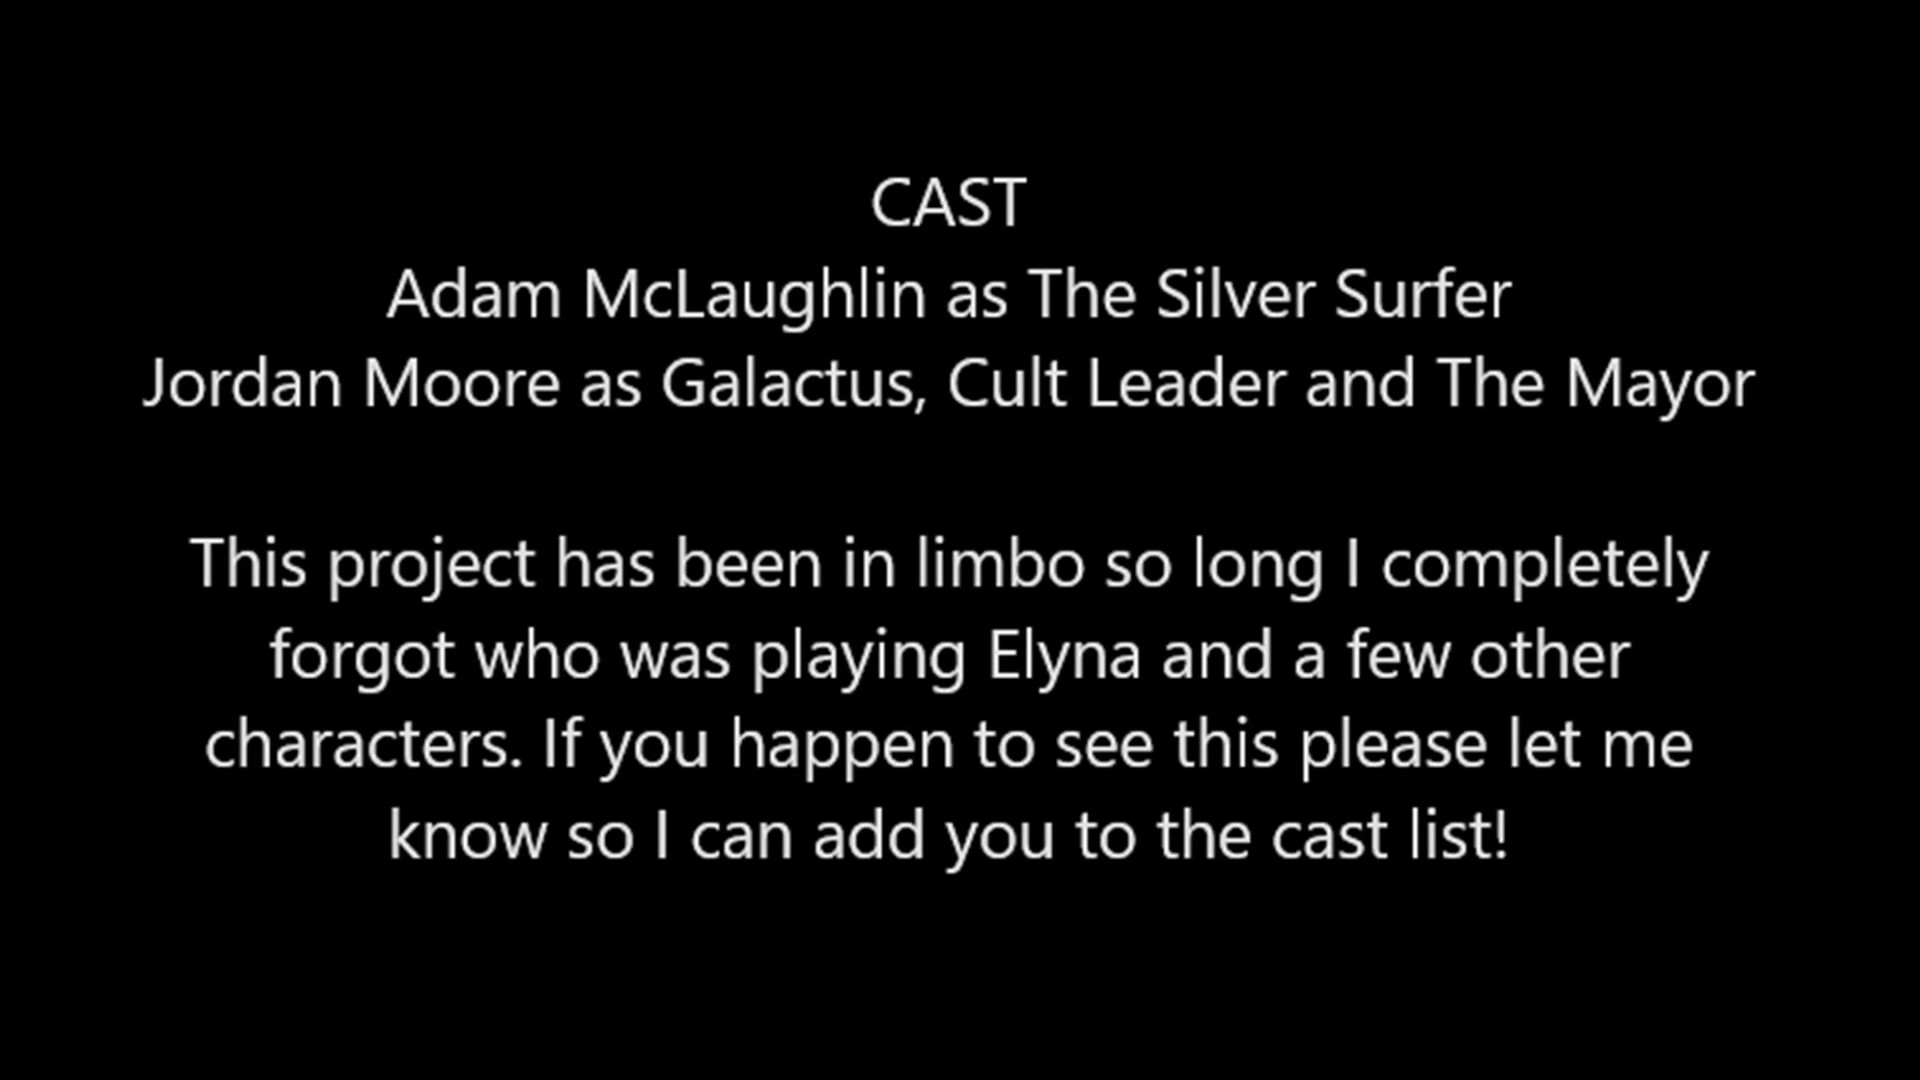 CAST
Adam McLaughlin as The Silver Surfer
Jordan Moore as Galactus, Cult Leader and The Mayor
This project has been in limbo so long I completely
forgot who was playing Elyna and a few other
characters. If you happen to see this please let me
know so I can add you to the cast list!